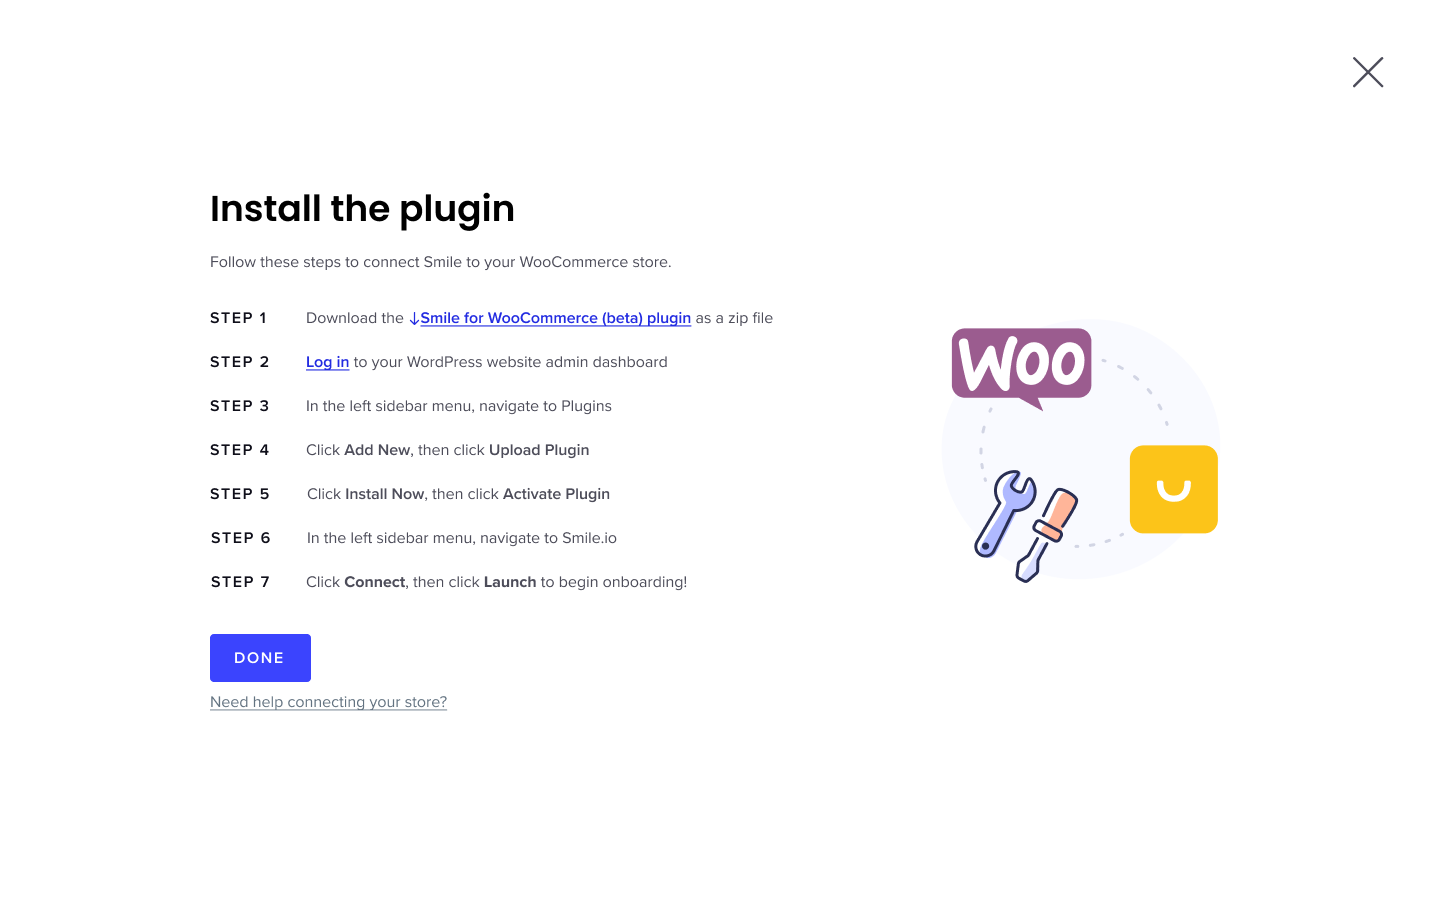 Install the plugin
Follow these steps to connect Smile to your WooCommerce store.
STEP 1 Download the ↓Smile for WooCommerce (beta) plugin as a zip file
STEP 2 Log in to your WordPress website admin dashboard
STEP 3 In the left sidebar menu, navigate to Plugins
STEP 4 Click Add New, then click Upload Plugin
STEP 5 Click Install Now, then click Activate Plugin
STEP 6 In the left sidebar menu, navigate to Smile.io
STEP 7 Click Connect, then click Launch to begin onboarding!
WOO
DONE
Need help connecting your store?